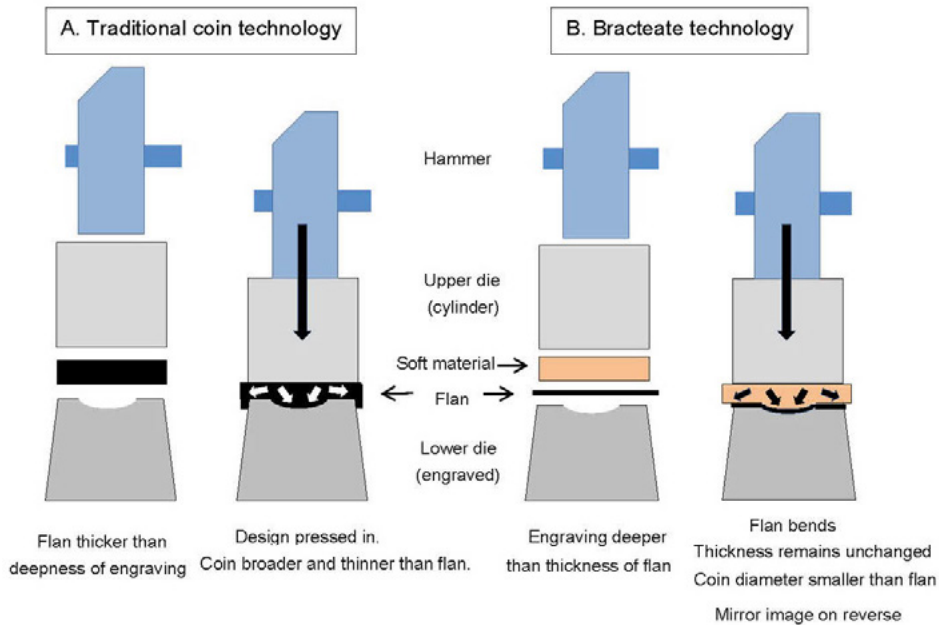 A. Traditional coin technology
B. Bracteate technology
Hammer
Upper die
(cylinder)
Soft material
Flan
Lower die
(engraved)
Flan thicker than
deepness of engraving
Design pressed in.
Coin broader and thinner than flan.
Engraving deeper
than thickness of flan
Flan bends
Thickness remains unchanged
Coin diameter smaller than flan
Mirror image on reverse